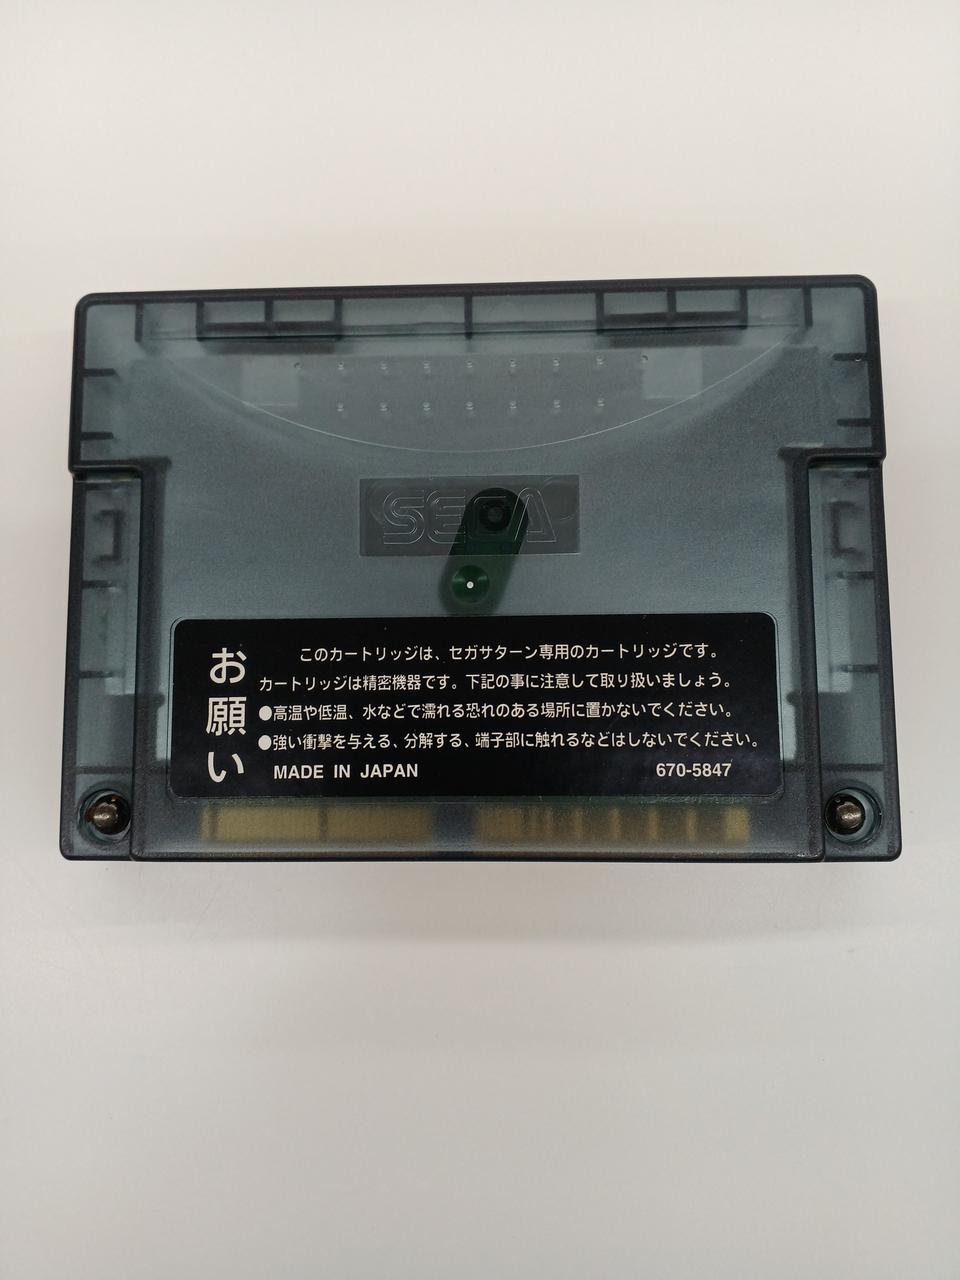 SEGA
お願い
このカートリッジは、セガサターン専用のカートリッジです。
カートリッジは精密機器です。下記の事に注意して取り扱いましょう。
●高温や低温、水などで濡れる恐れのある場所に置かないでください。
●強い衝撃を与える、分解する、端子部に触れるなどはしないでください。
MADE IN JAPAN 670-5847